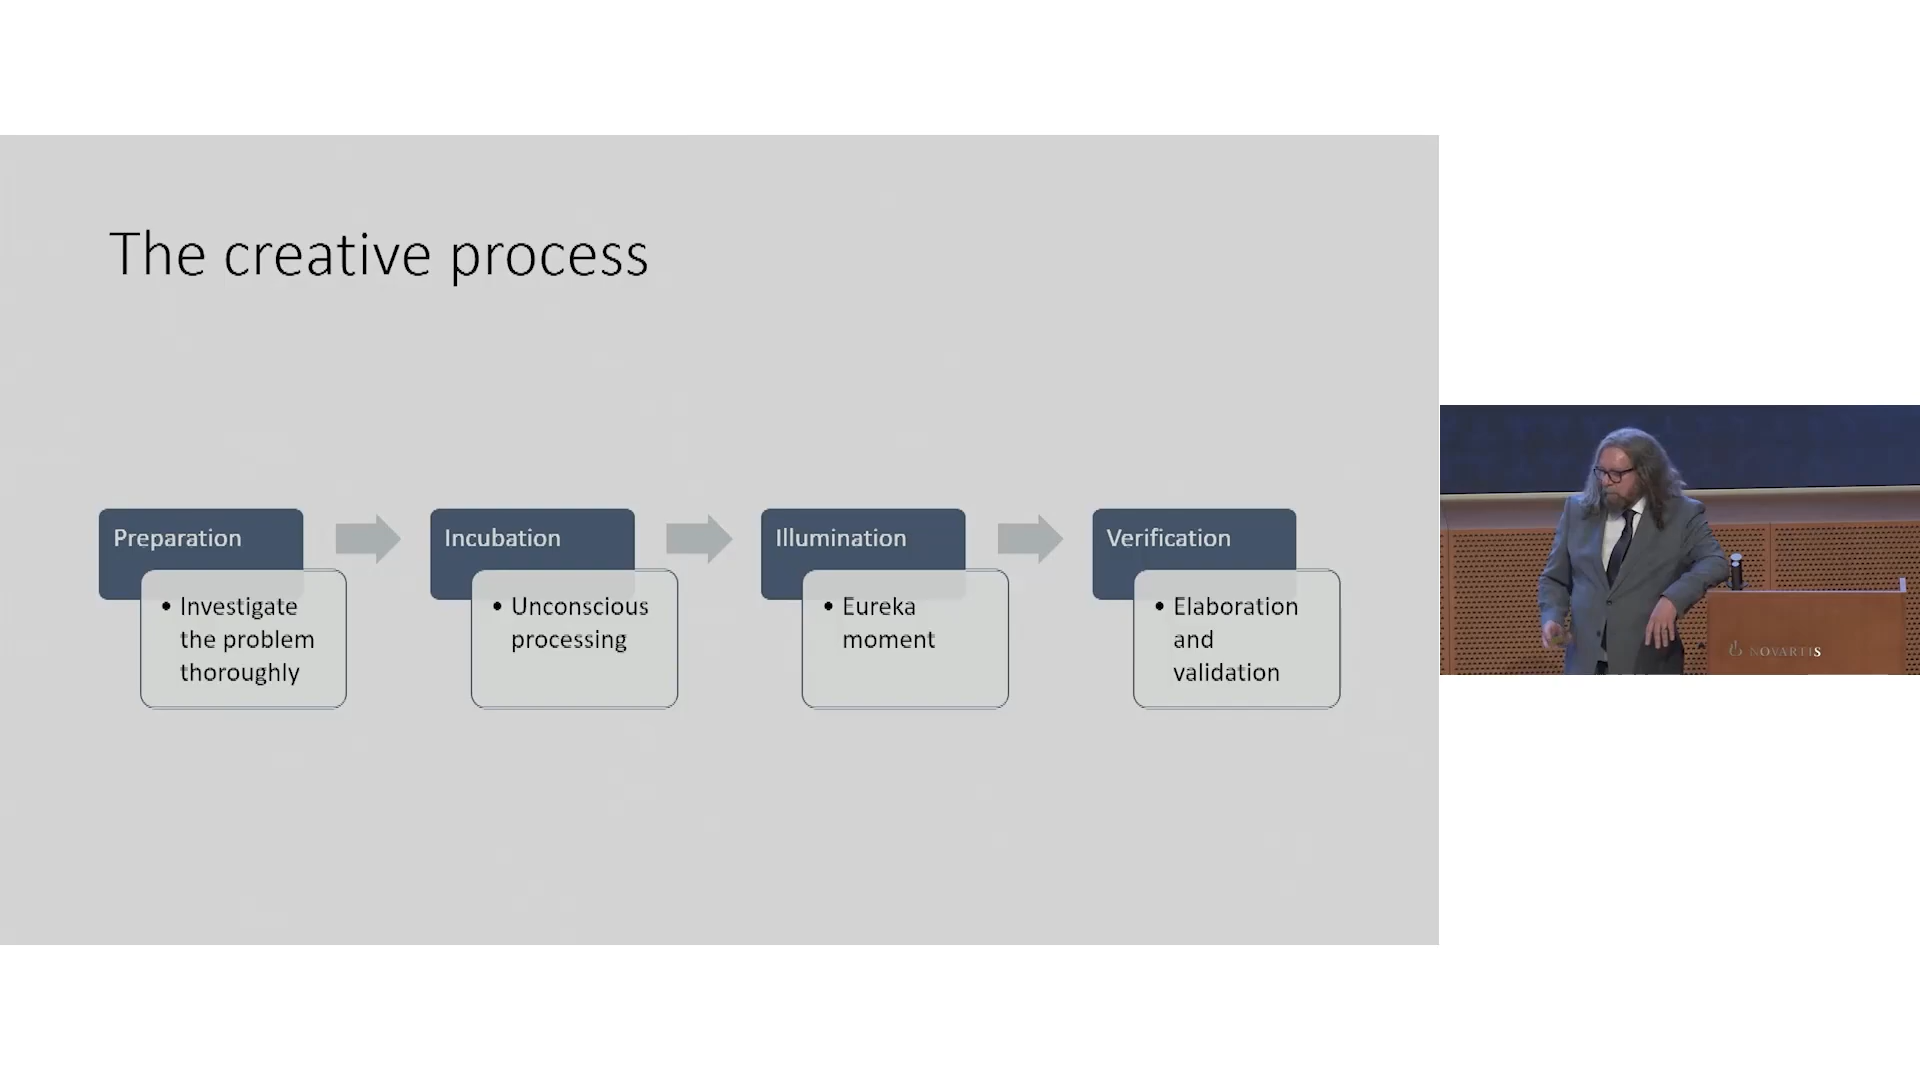 The creative process
Preparation
• Investigate
the problem
thoroughly
Incubation
• Unconscious
processing
Illumination
• Eureka
moment
Verification
• Elaboration
and
validation
NOVARTIS